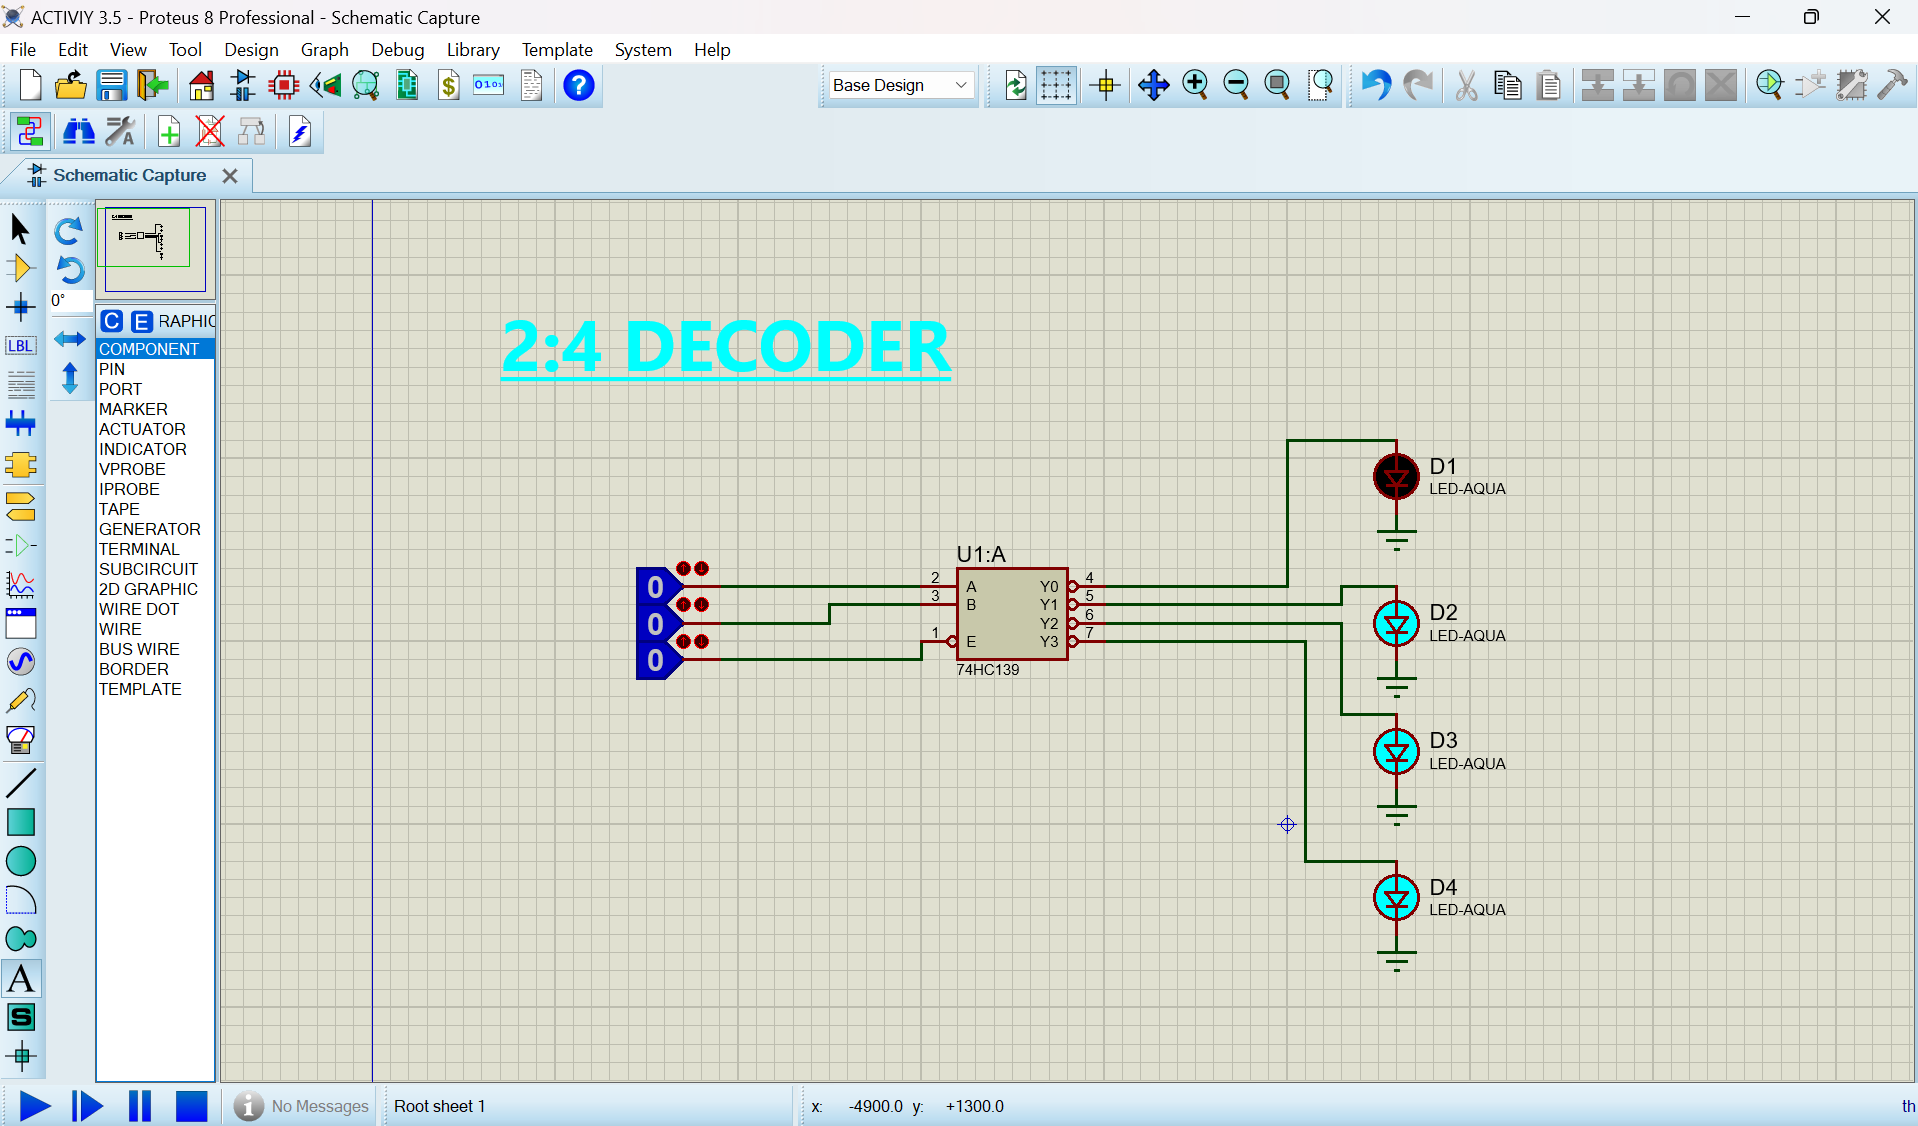 ACTIVIY 3.5 - Proteus 8 Professional - Schematic Capture
File Edit View Tool Design Graph Debug Library Template System Help
$ 0101 ? Base Design
A
Schematic Capture
0°
C E RAPHIC
LBL
COMPONENT
PIN
PORT
MARKER
ACTUATOR
INDICATOR
VPROBE
IPROBE
TAPE
GENERATOR
TERMINAL
SUBCIRCUIT
2D GRAPHIC
WIRE DOT
WIRE
BUS WIRE
BORDER
TEMPLATE
A
S
2:4 DECODER
D1
LED-AQUA
U1:A
0
0
0
2
3
1
A
B
E
Y0
Y1
Y2
Y3
4
5
6
7
74HC139
D2
LED-AQUA
D3
LED-AQUA
D4
LED-AQUA
No Messages Root sheet 1 x: -4900.0 y: +1300.0 th